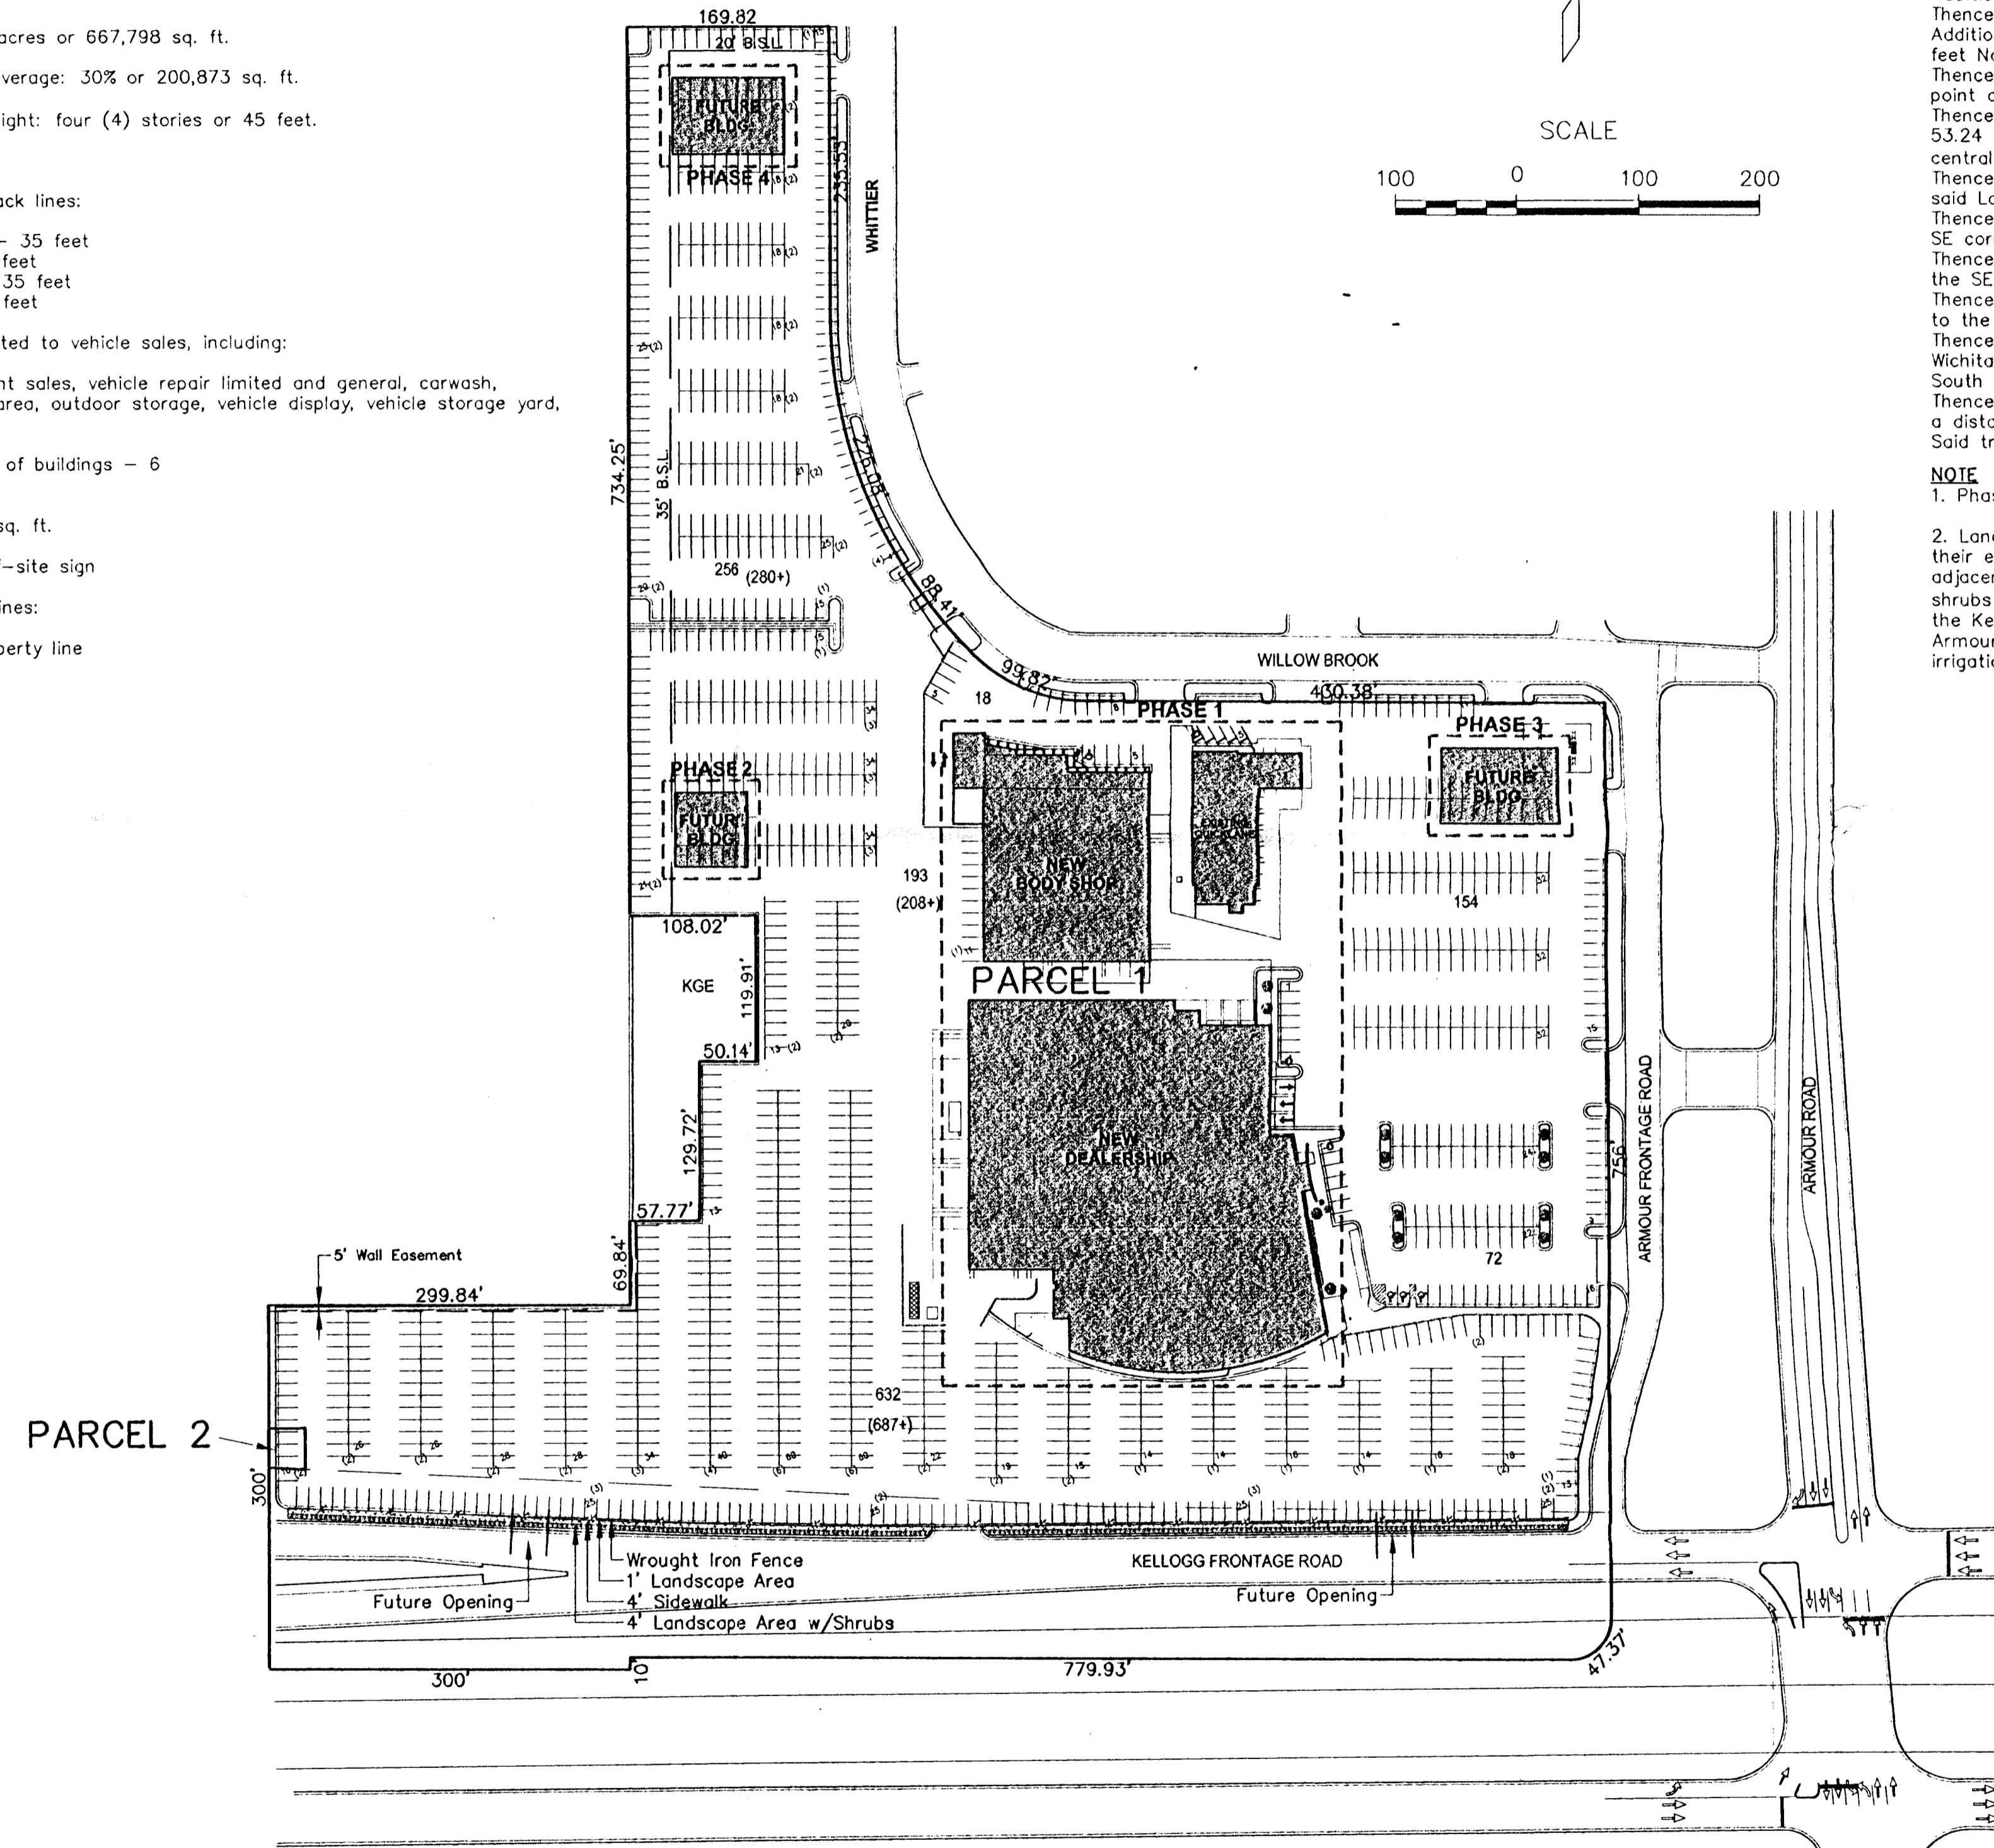 acres or 667,798 sq. ft.
verage: 30% or 200,873 sq. ft.
ight: four (4) stories or 45 feet.
ack lines:
– 35 feet
feet
35 feet
feet
ted to vehicle sales, including:
nt sales, vehicle repair limited and general, carwash,
area, outdoor storage, vehicle display, vehicle storage yard,
of buildings – 6
sq. ft.
f–site sign
ines:
perty line
169.82
20' B.S.L.
FUTURE
BLDG.
PHASE 4
235.55
WHITTIER
734.25'
35' B.S.L.
226.08'
88.41'
99.82'
256
(280+)
18
WILLOW BROOK
430.38'
PHASE 1
PHASE 3
FUTURE
BLDG.
PHASE 2
FUTUR
BLDG
NEW
BODY SHOP
193
(208+)
154
108.02'
KGE
119.91'
50.14'
129.72'
57.77'
69.84'
PARCEL 1
NEW
DEALERSHIP
72
756'
ARMOUR FRONTAGE ROAD
ARMOUR ROAD
5' Wall Easement
299.84'
632
(687+)
PARCEL 2
300'
Wrought Iron Fence
1' Landscape Area
4' Sidewalk
4' Landscape Area w/Shrubs
Future Opening
KELLOGG FRONTAGE ROAD
Future Opening
300'
10'
779.93'
47.37'
SCALE
100 0 100 200
Thence
Additio
feet No
Thence
point o
Thence
53.24
central
Thence
said Lo
Thence
SE cor
Thence
the SE
Thence
to the
Thence
Wichita
South
Thence
a dista
Said tr
NOTE
1. Phas
2. Land
their e
adjacen
shrubs
the Ke
Armour
irrigatio